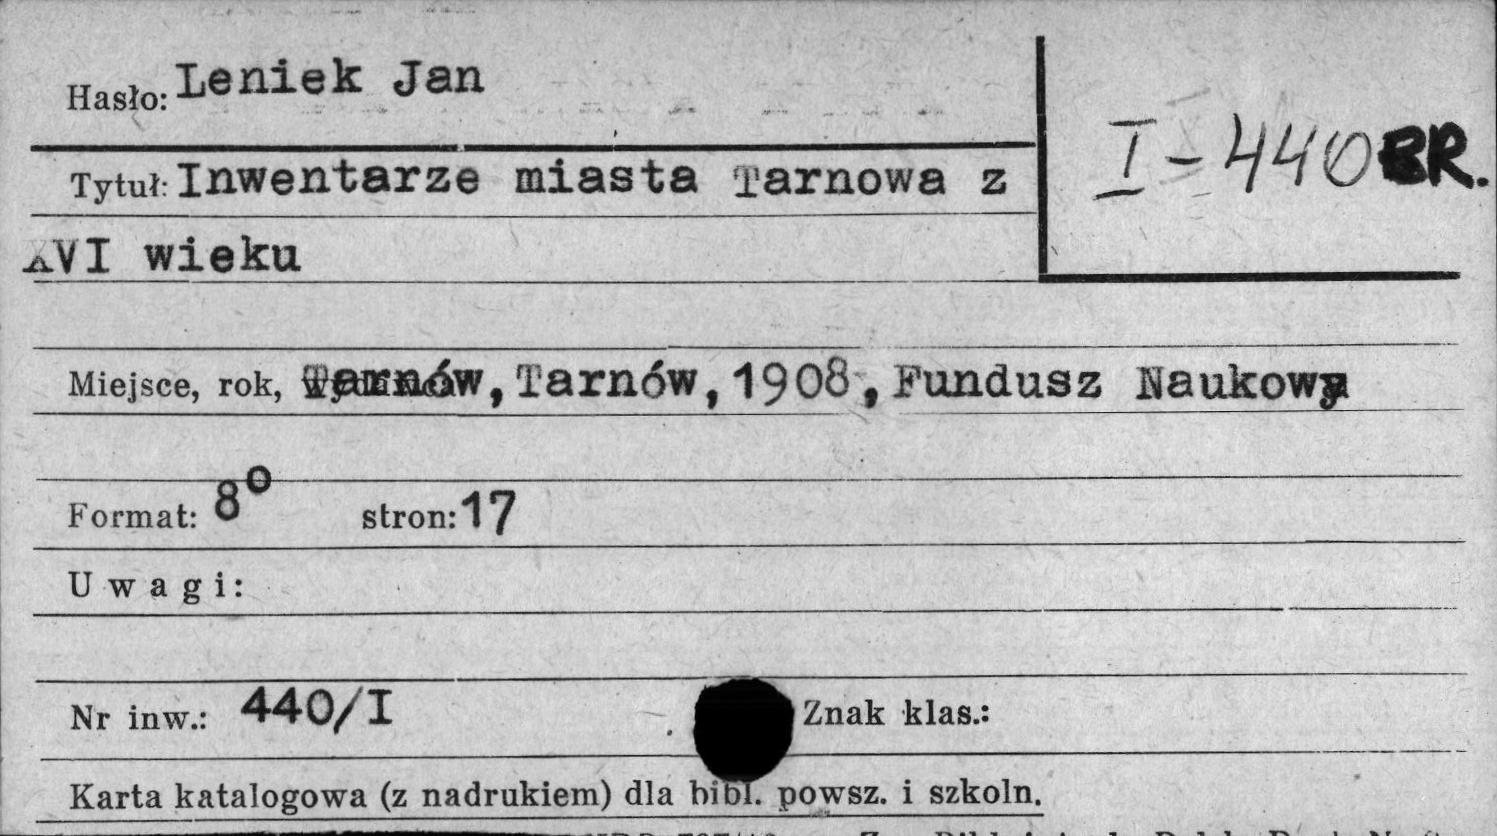 Hasło: Leniek Jan
I-440 BR.
Tytuł: Inwentarze miasta Tarnowa z
XVI wieku
Miejsce, rok, Tarnów, Tarnów, 1908, Fundusz Naukowy
Format: 8° stron: 17
Uwagi:
Nr inw.: 440/I Znak klas.:
Karta katalogowa (z nadrukiem) dla bibl. powsz. i szkoln.